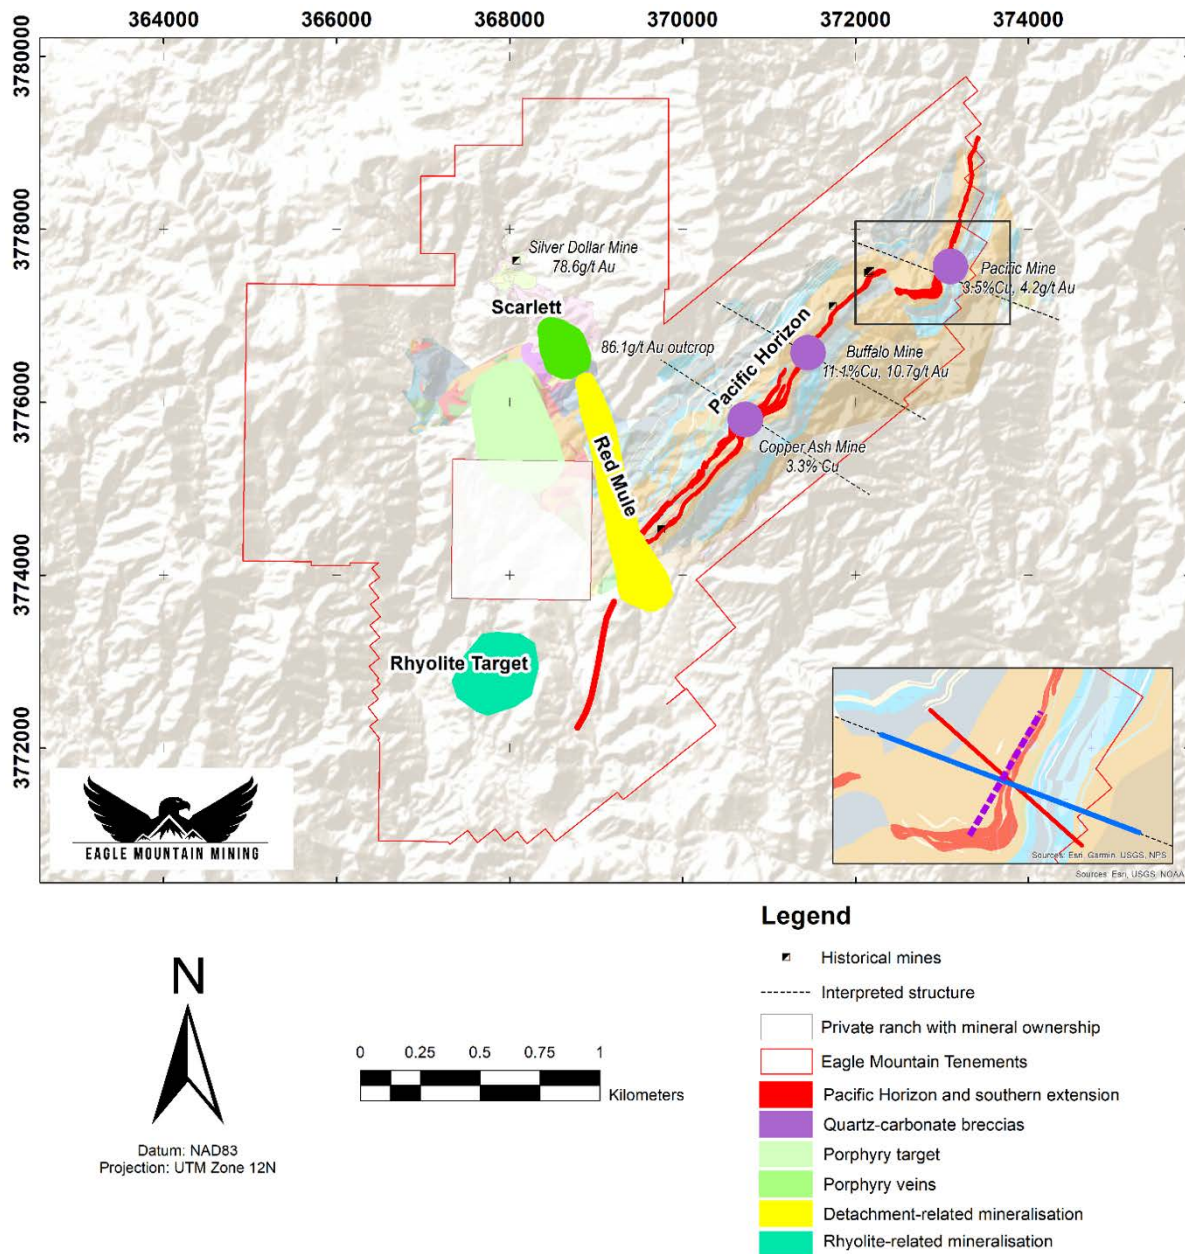 364000 366000 368000 370000 372000 374000
3780000
3778000
3776000
3774000
3772000
Silver Dollar Mine
78.6g/t Au
Scarlett
86.1g/t Au outcrop
Pacific Horizon
Pacific Mine
3.5%Cu, 4.2g/t Au
Buffalo Mine
11.1%Cu, 10.7g/t Au
Copper Ash Mine
3.3% Cu
Red Mule
Rhyolite Target
EAGLE MOUNTAIN MINING
Sources: Esri, Garmin, USGS, NPS
Sources: Esri, USGS, NOAA
N
Datum: NAD83
Projection: UTM Zone 12N
0 0.25 0.5 0.75 1
Kilometers
Legend
Historical mines
Interpreted structure
Private ranch with mineral ownership
Eagle Mountain Tenements
Pacific Horizon and southern extension
Quartz-carbonate breccias
Porphyry target
Porphyry veins
Detachment-related mineralisation
Rhyolite-related mineralisation